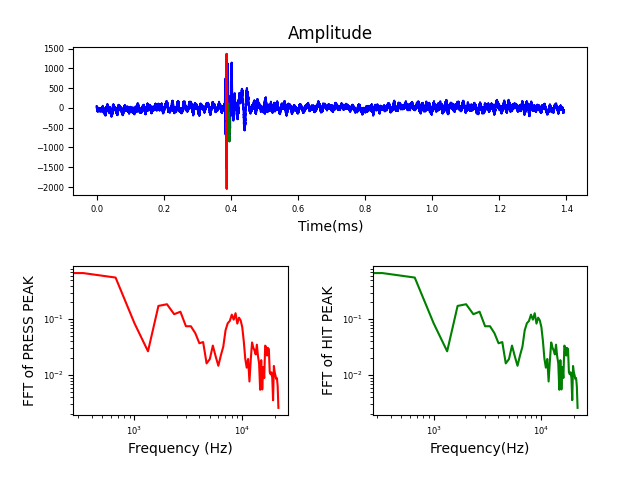 Amplitude
1500
1000
500
0
−500
−1000
−1500
−2000
0.0 0.2 0.4 0.6 0.8 1.0 1.2 1.4
Time(ms)
FFT of PRESS PEAK
10⁻¹
10⁻²
10³ 10⁴
Frequency (Hz)
FFT of HIT PEAK
10⁻¹
10⁻²
10³ 10⁴
Frequency(Hz)